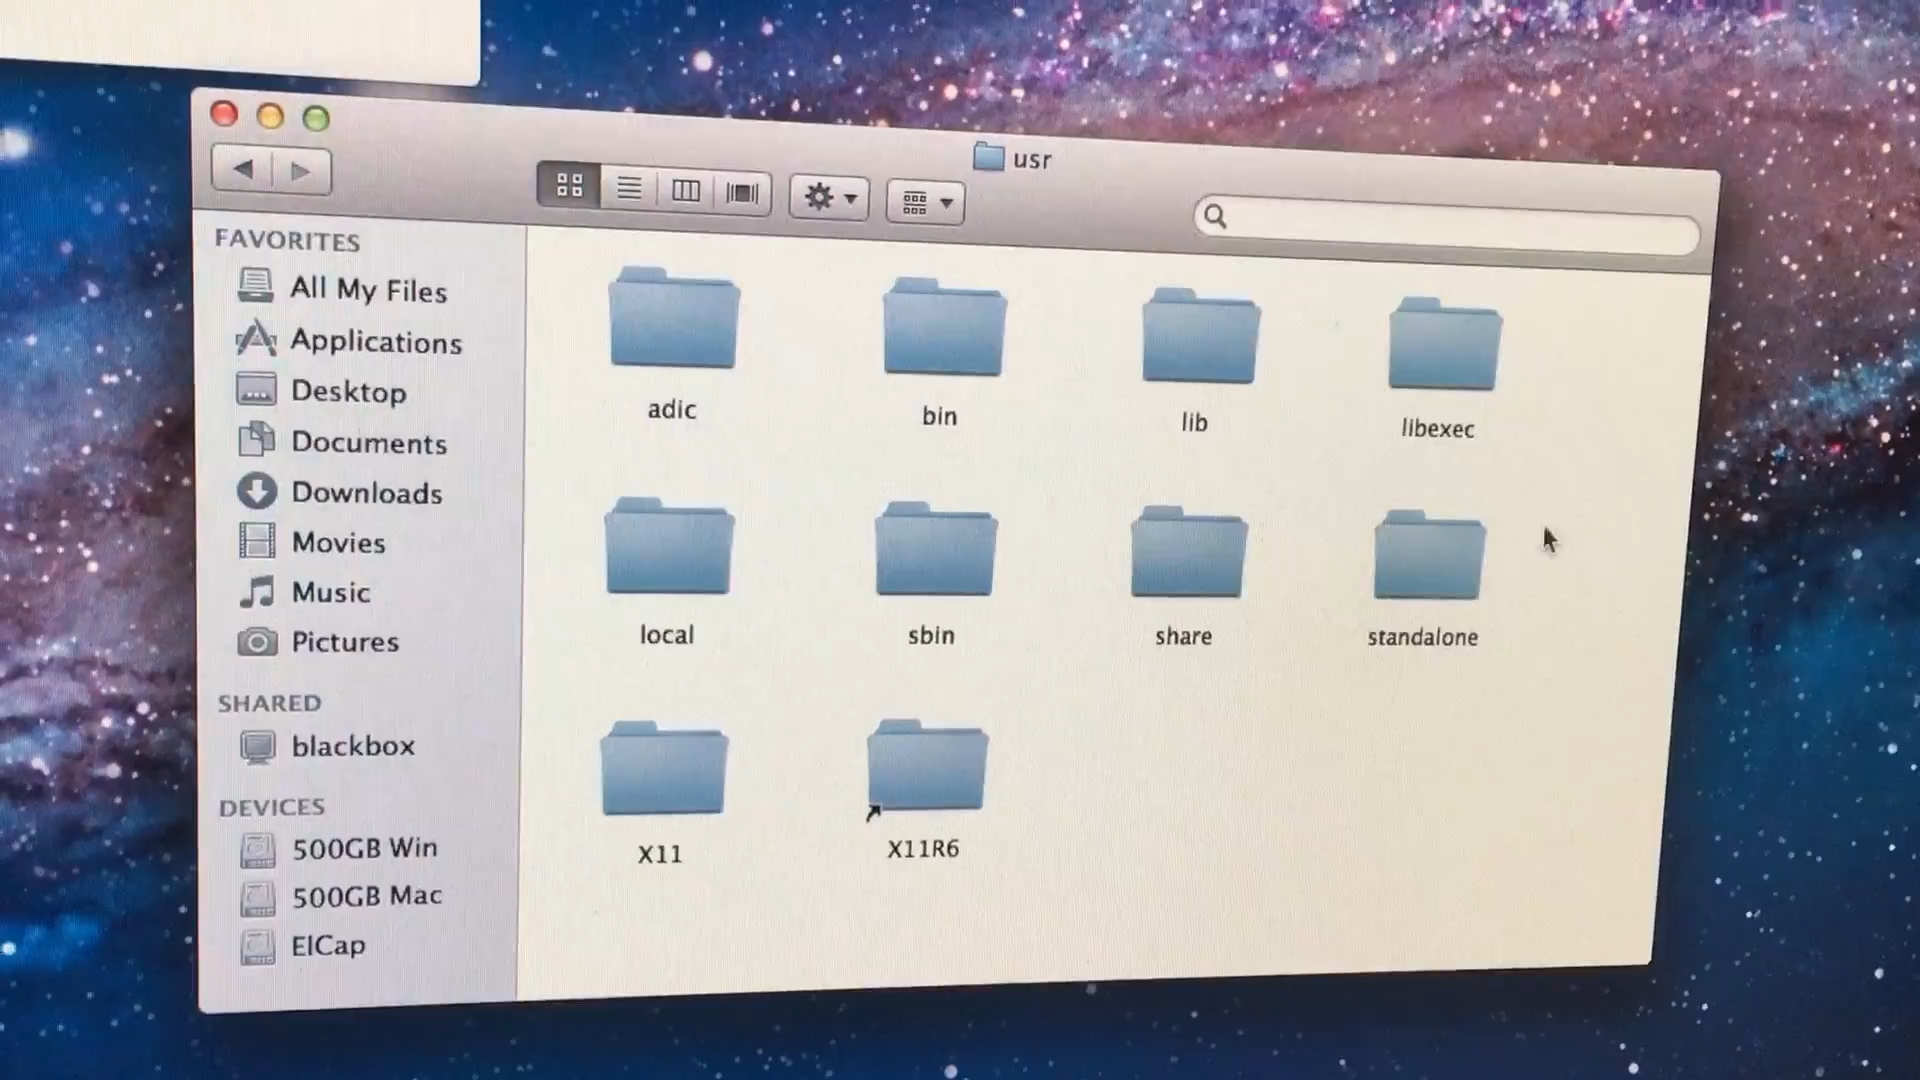 usr
FAVORITES
All My Files
Applications
Desktop
Documents
Downloads
Movies
Music
Pictures
SHARED
blackbox
DEVICES
500GB Win
500GB Mac
ElCap
adic
bin
lib
libexec
local
sbin
share
standalone
X11
X11R6